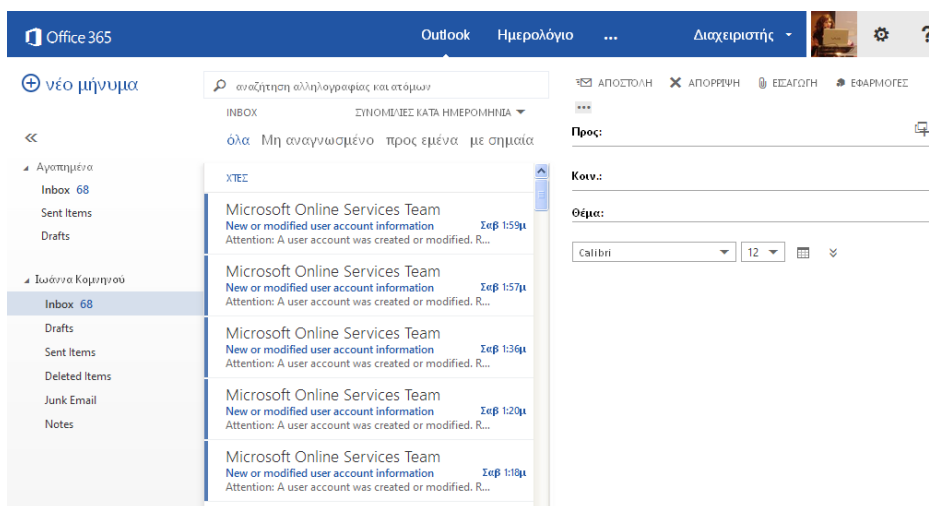 Office 365
Outlook Ημερολόγιο ... Διαχειριστής
?
νέο μήνυμα
Αγαπημένα
Inbox 68
Sent Items
Drafts
Ιωάννα Κομνηνού
Inbox 68
Drafts
Sent Items
Deleted Items
Junk Email
Notes
αναζήτηση αλληλογραφίας και ατόμων
INBOX ΣΥΝΟΜΙΛΙΕΣ ΚΑΤΑ ΗΜΕΡΟΜΗΝΙΑ
όλα Μη αναγνωσμένο προς εμένα με σημαία
ΧΤΕΣ
Microsoft Online Services Team
New or modified user account information Σαβ 1:59μ
Attention: A user account was created or modified. R...
Microsoft Online Services Team
New or modified user account information Σαβ 1:57μ
Attention: A user account was created or modified. R...
Microsoft Online Services Team
New or modified user account information Σαβ 1:36μ
Attention: A user account was created or modified. R...
Microsoft Online Services Team
New or modified user account information Σαβ 1:20μ
Attention: A user account was created or modified. R...
Microsoft Online Services Team
New or modified user account information Σαβ 1:18μ
Attention: A user account was created or modified. R...
ΑΠΟΣΤΟΛΗ ΑΠΟΡΡΙΨΗ ΕΙΣΑΓΩΓΗ ΕΦΑΡΜΟΓΕΣ
...
Προς:
Κοιν.:
Θέμα:
Calibri 12